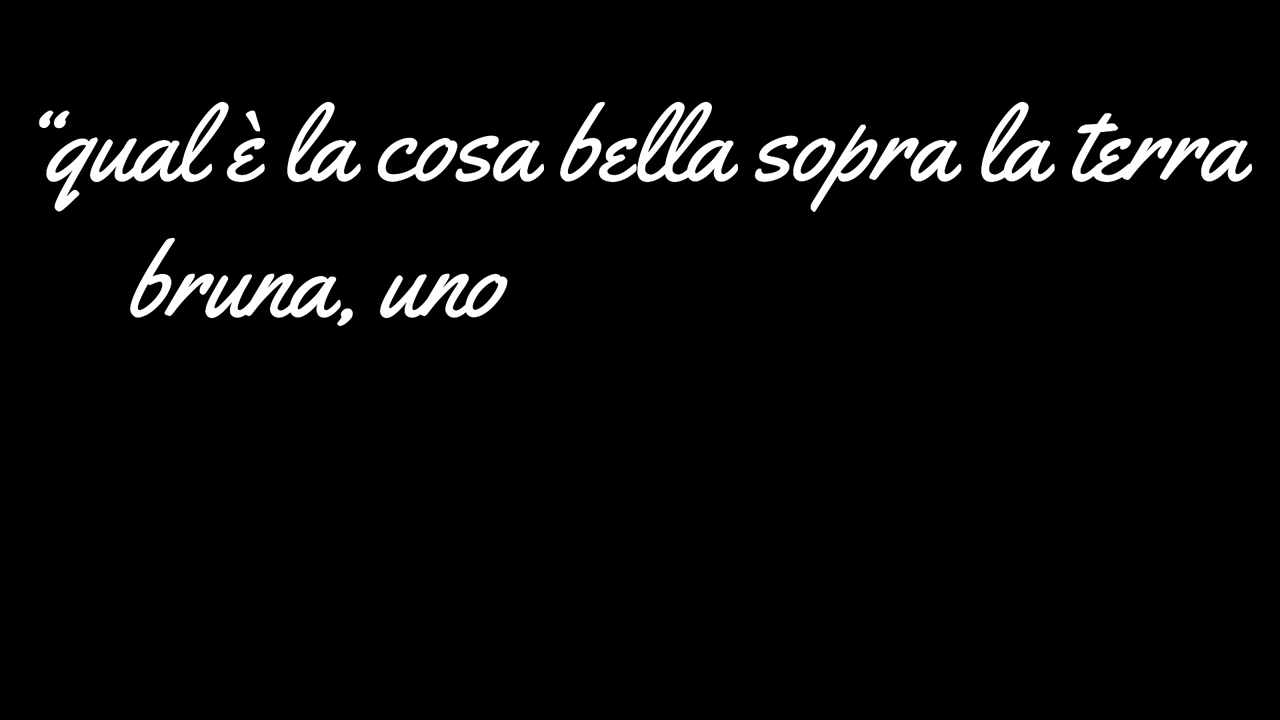 “qual è la cosa bella sopra la terra
bruna, uno